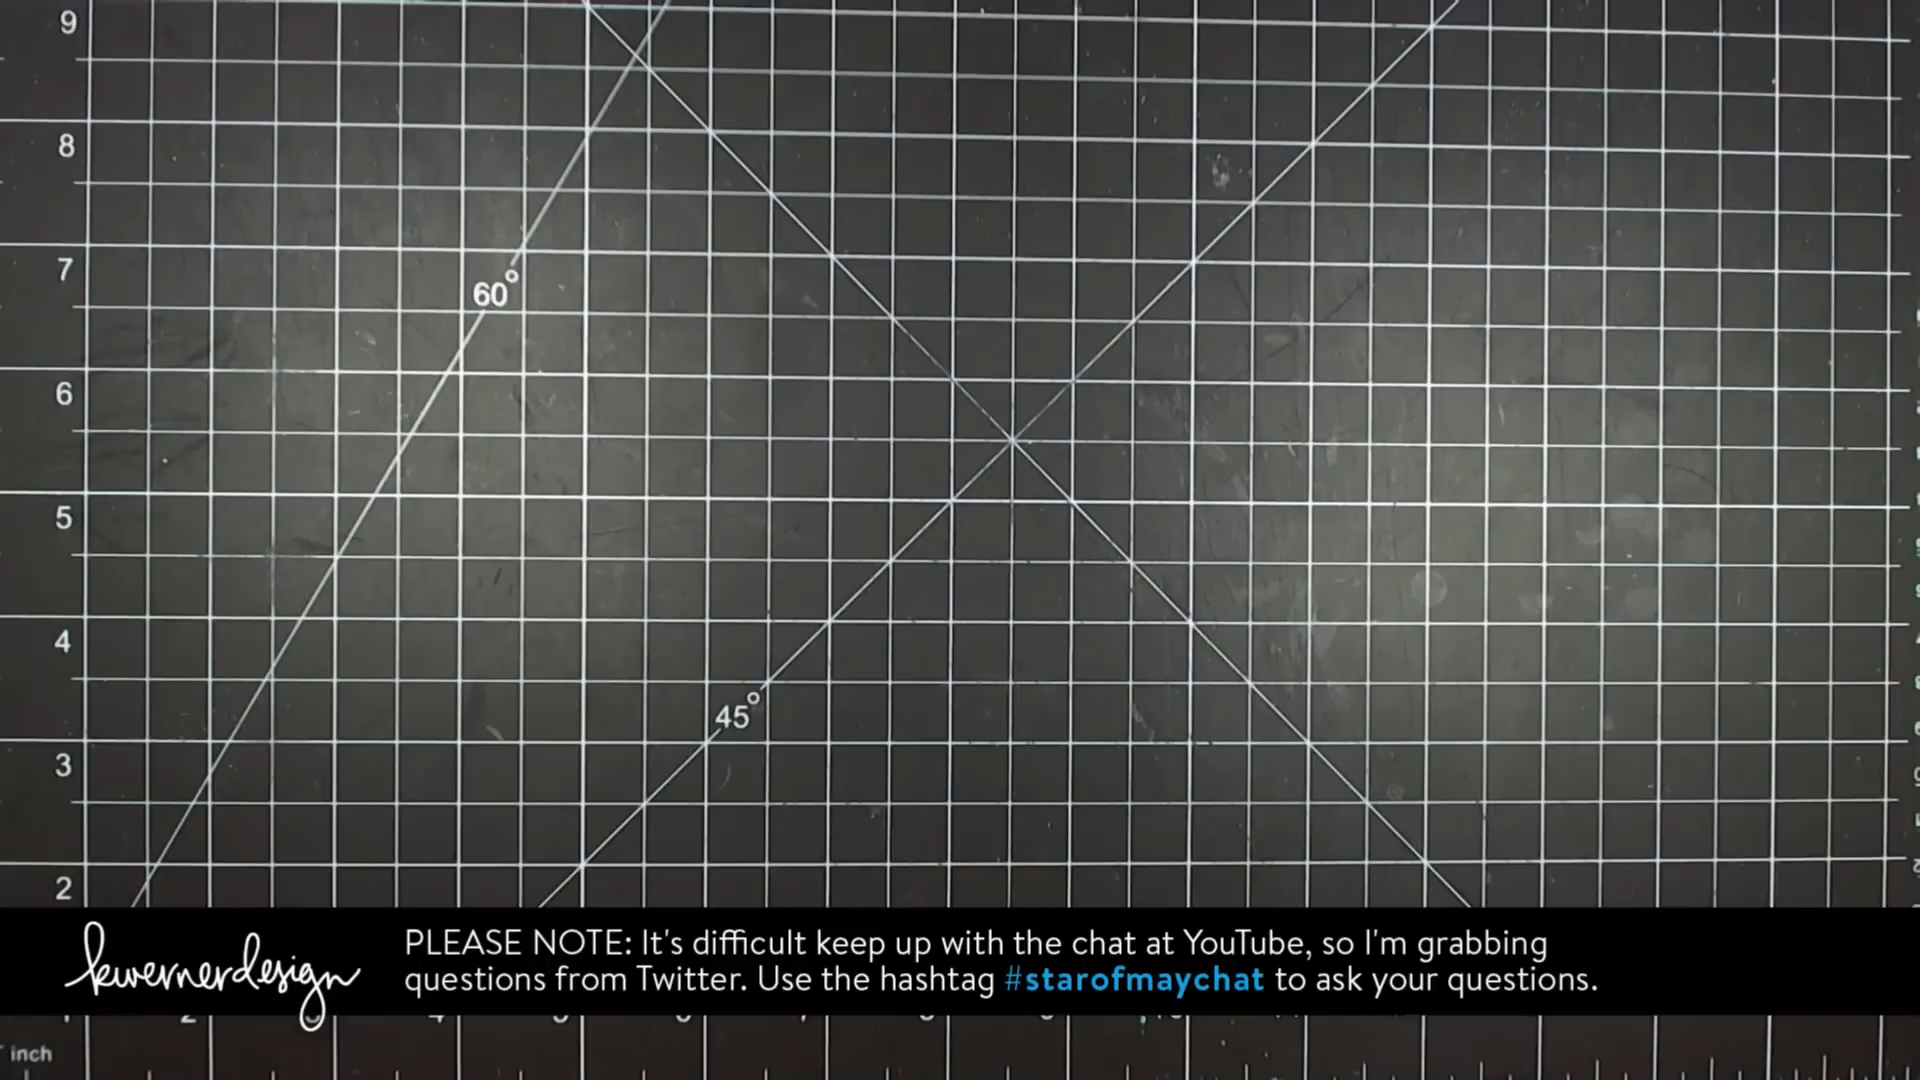 9
8
7
60°
6
5
4
45°
3
2
kwernerdesign
PLEASE NOTE: It's difficult keep up with the chat at YouTube, so I'm grabbing
questions from Twitter. Use the hashtag #starofmaychat to ask your questions.
inch